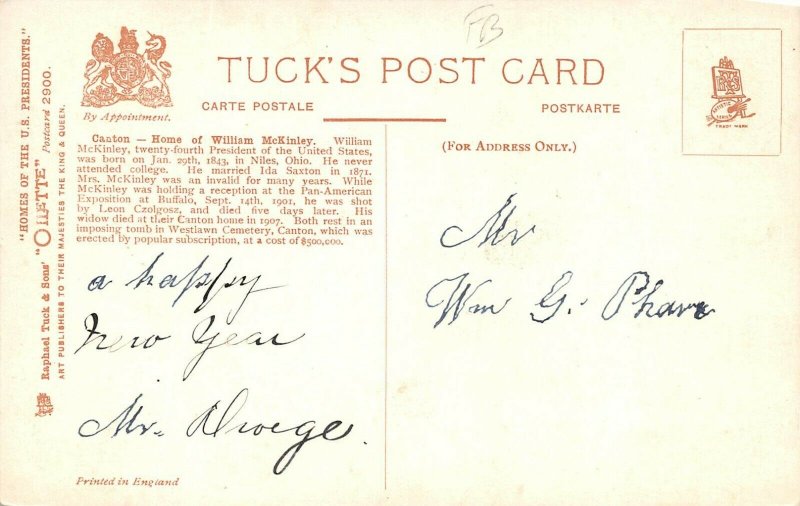 FB
TUCK'S POST CARD
By Appointment.
CARTE POSTALE
POSTKARTE
TRADE MARK
"HOMES OF THE U.S. PRESIDENTS."
Raphael Tuck & Sons' "OILETTE" Postcard 2900.
ART PUBLISHERS TO THEIR MAJESTIES THE KING & QUEEN.
Canton — Home of William McKinley. William
McKinley, twenty-fourth President of the United States,
was born on Jan. 29th, 1843, in Niles, Ohio. He never
attended college. He married Ida Saxton in 1871.
Mrs. McKinley was an invalid for many years. While
McKinley was holding a reception at the Pan-American
Exposition at Buffalo, Sept. 14th, 1901, he was shot
by Leon Czolgosz, and died five days later. His
widow died at their Canton home in 1907. Both rest in an
imposing tomb in Westlawn Cemetery, Canton, which was
erected by popular subscription, at a cost of $500,000.
a happy
New Year
Mr. Droege.
Printed in England
(FOR ADDRESS ONLY.)
Mr
Wm G.